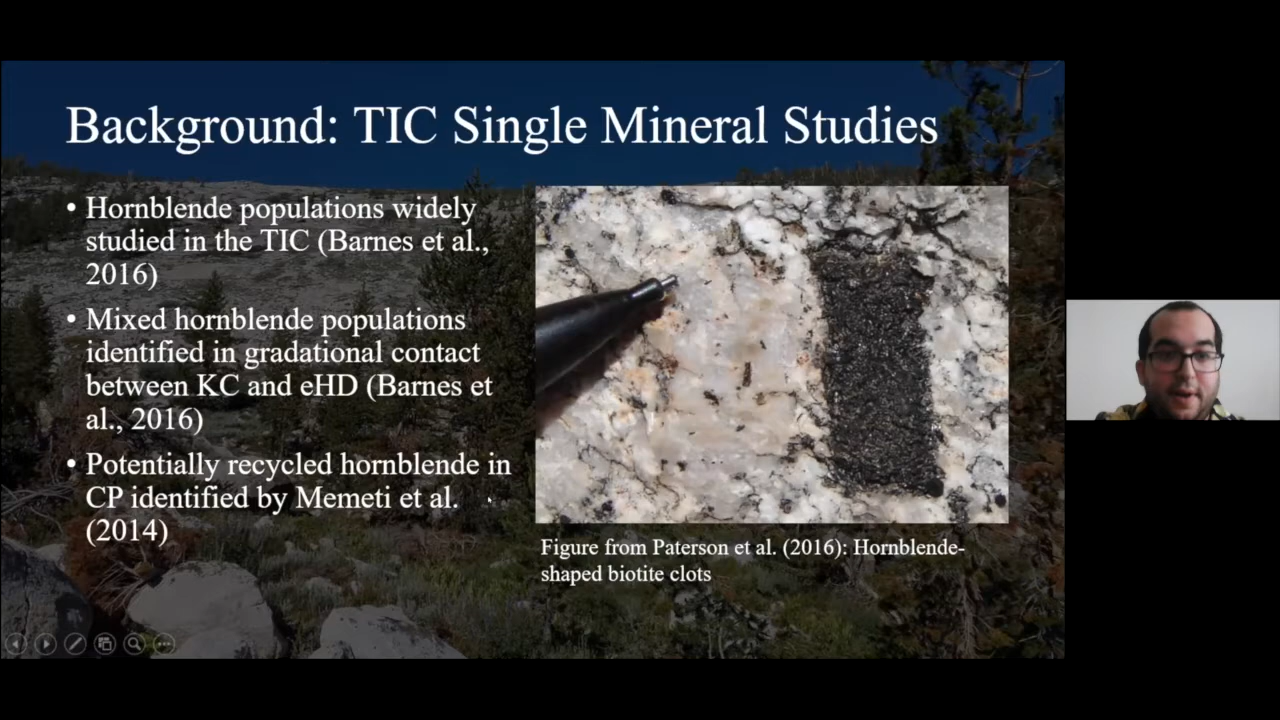 Background: TIC Single Mineral Studies
• Hornblende populations widely
studied in the TIC (Barnes et al.,
2016)
• Mixed hornblende populations
identified in gradational contact
between KC and eHD (Barnes et
al., 2016)
• Potentially recycled hornblende in
CP identified by Memeti et al.
(2014)
Figure from Paterson et al. (2016): Hornblende-
shaped biotite clots